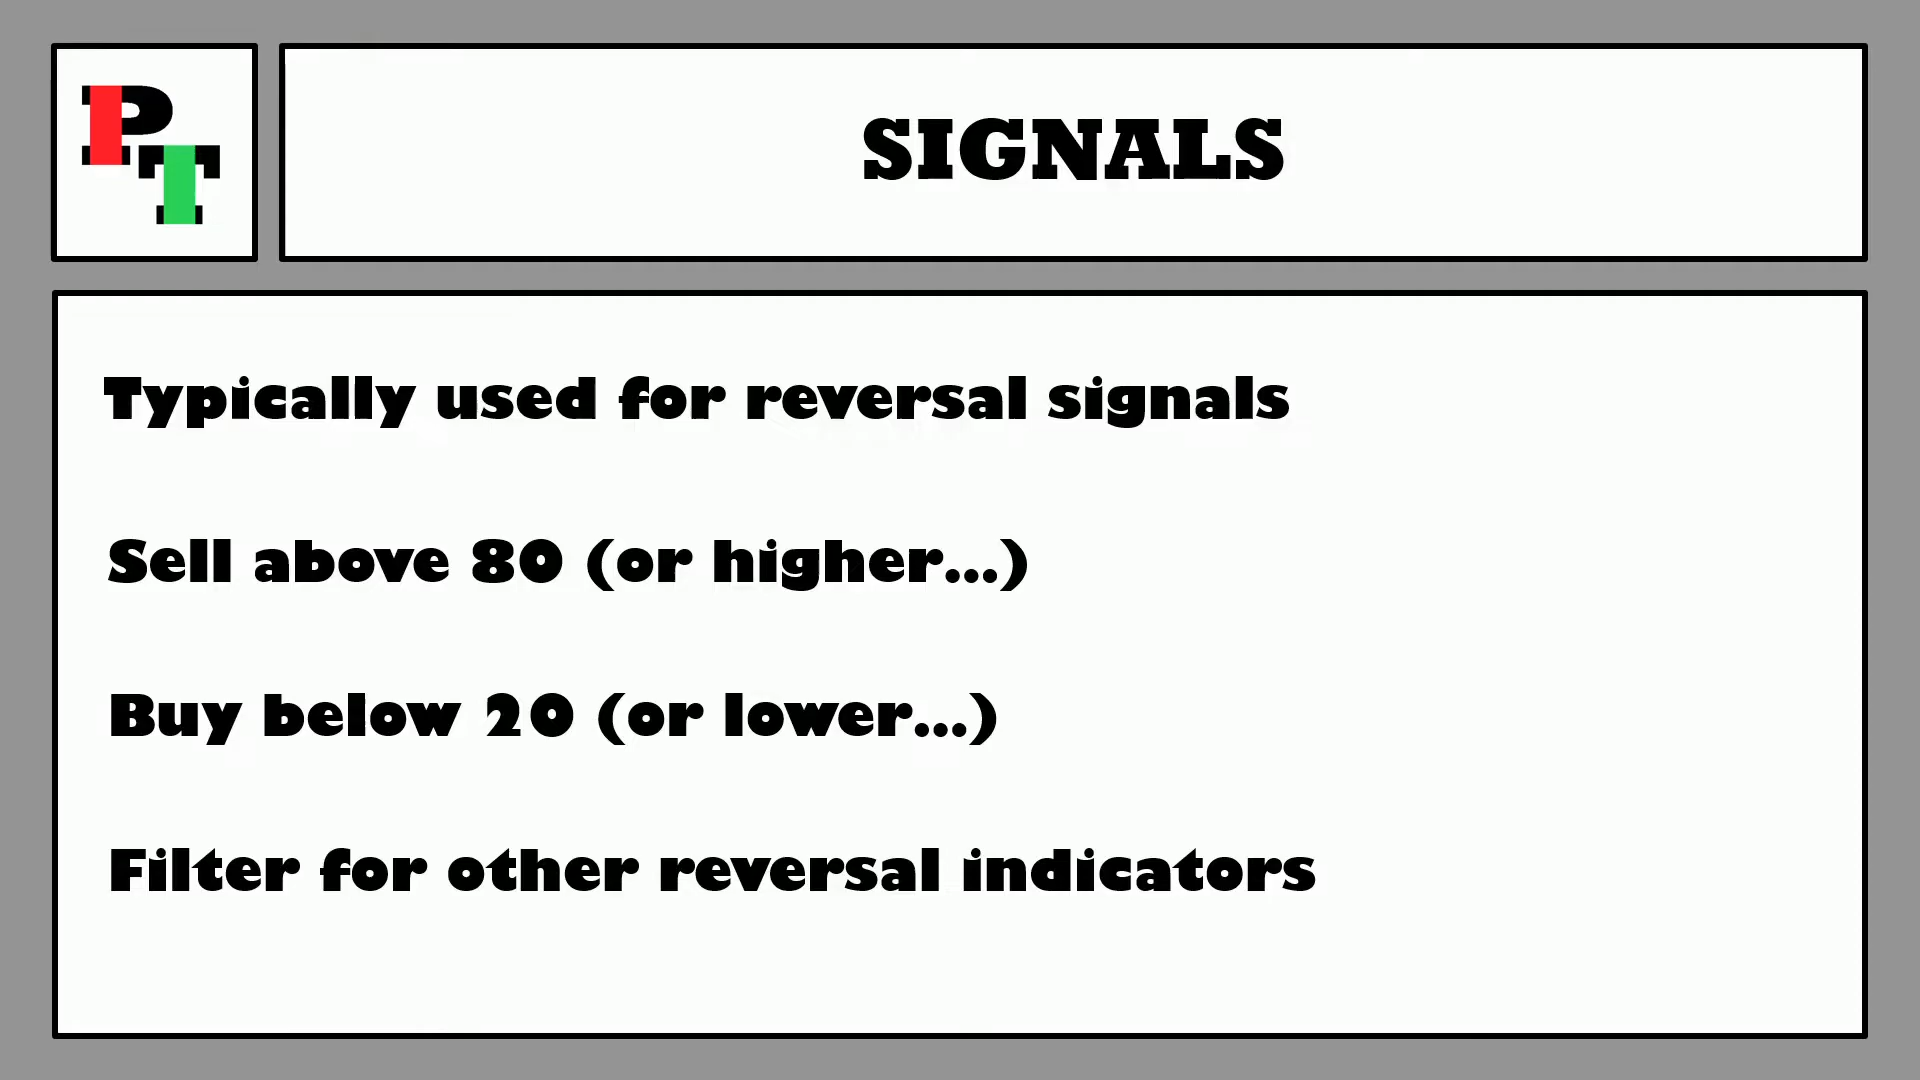 PT
SIGNALS
Typically used for reversal signals
Sell above 80 (or higher...)
Buy below 20 (or lower...)
Filter for other reversal indicators